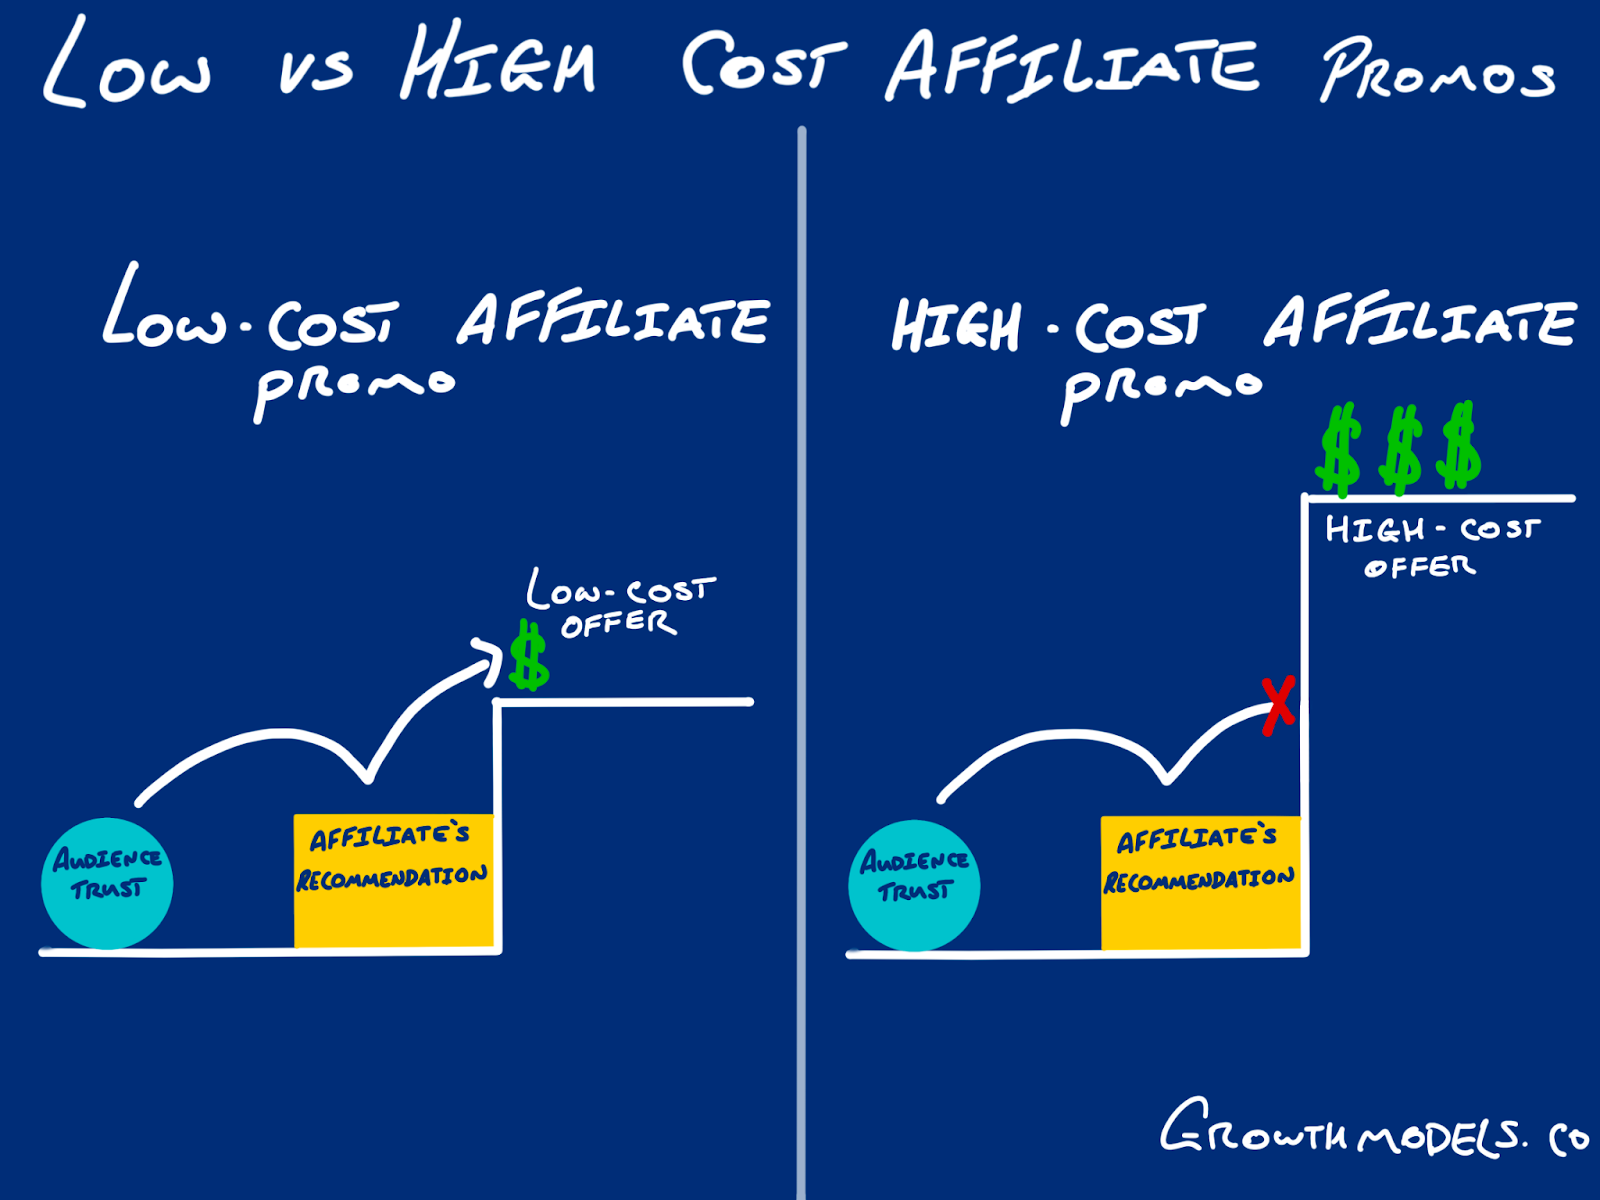 Low vs HIGH COST AFFILIATE PROMOS
Low-COST AFFILIATE
PROMO
Low-COST
OFFER
$
AUDIENCE
TRUST
AFFILIATE'S
RECOMMENDATION
HIGH-COST AFFILIATE
PROMO
$ $ $
HIGH-COST
OFFER
X
AUDIENCE
TRUST
AFFILIATE'S
RECOMMENDATION
GROWTHMODELS.CO